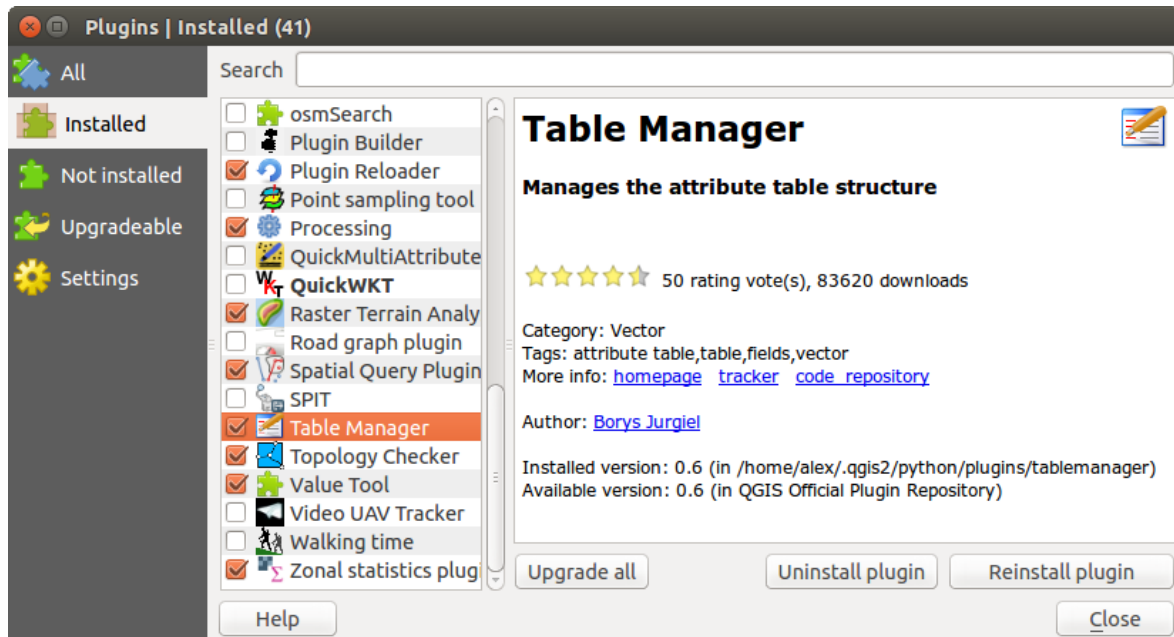 Plugins | Installed (41)
All
Installed
Not installed
Upgradeable
Settings
Search
osmSearch
Plugin Builder
Plugin Reloader
Point sampling tool
Processing
QuickMultiAttribute
WKT QuickWKT
Raster Terrain Analy
Road graph plugin
Spatial Query Plugin
SPIT
Table Manager
Topology Checker
Value Tool
Video UAV Tracker
Walking time
Σ Zonal statistics plugi
Table Manager
Manages the attribute table structure
50 rating vote(s), 83620 downloads
Category: Vector
Tags: attribute table,table,fields,vector
More info: homepage tracker code_repository
Author: Borys Jurgiel
Installed version: 0.6 (in /home/alex/.qgis2/python/plugins/tablemanager)
Available version: 0.6 (in QGIS Official Plugin Repository)
Upgrade all Uninstall plugin Reinstall plugin
Help Close